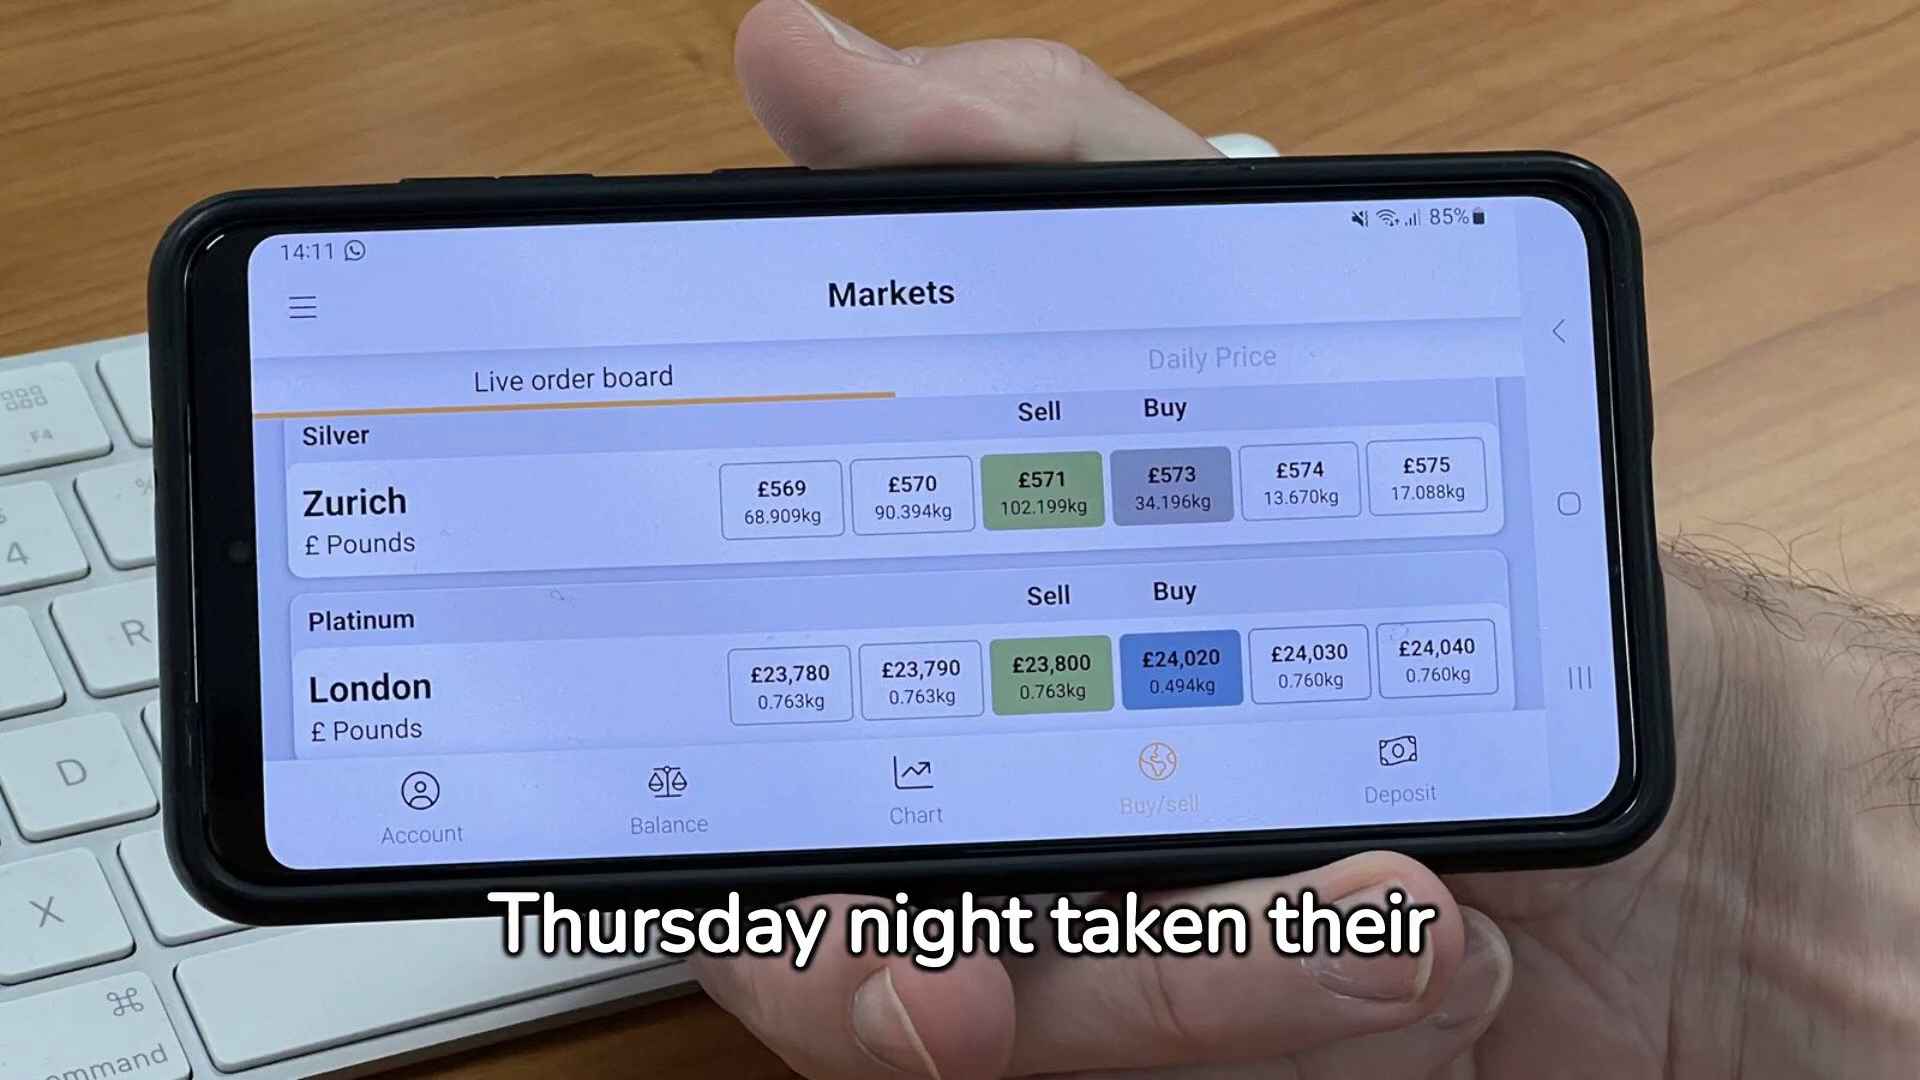 14:11 85%
Markets
Live order board Daily Price
Silver Sell Buy
Zurich
£ Pounds
£569 £570 £571 £573 £574 £575
68.909kg 90.394kg 102.199kg 34.196kg 13.670kg 17.088kg
Platinum Sell Buy
London
£ Pounds
£23,780 £23,790 £23,800 £24,020 £24,030 £24,040
0.763kg 0.763kg 0.763kg 0.494kg 0.760kg 0.760kg
Account Balance Chart Buy/sell Deposit
F4
%
4
R
D
X
⌘
ommand
Thursday night taken their